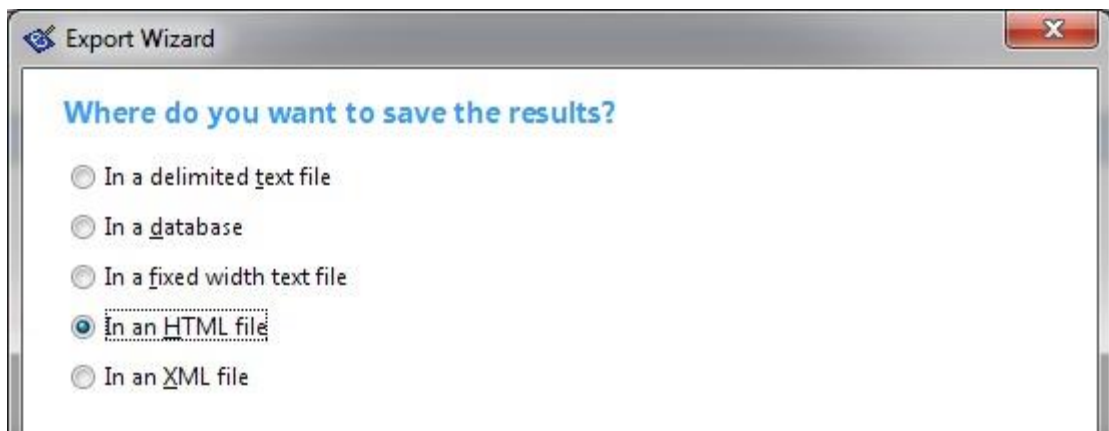 Export Wizard
Where do you want to save the results?
In a delimited text file
In a database
In a fixed width text file
In an HTML file
In an XML file